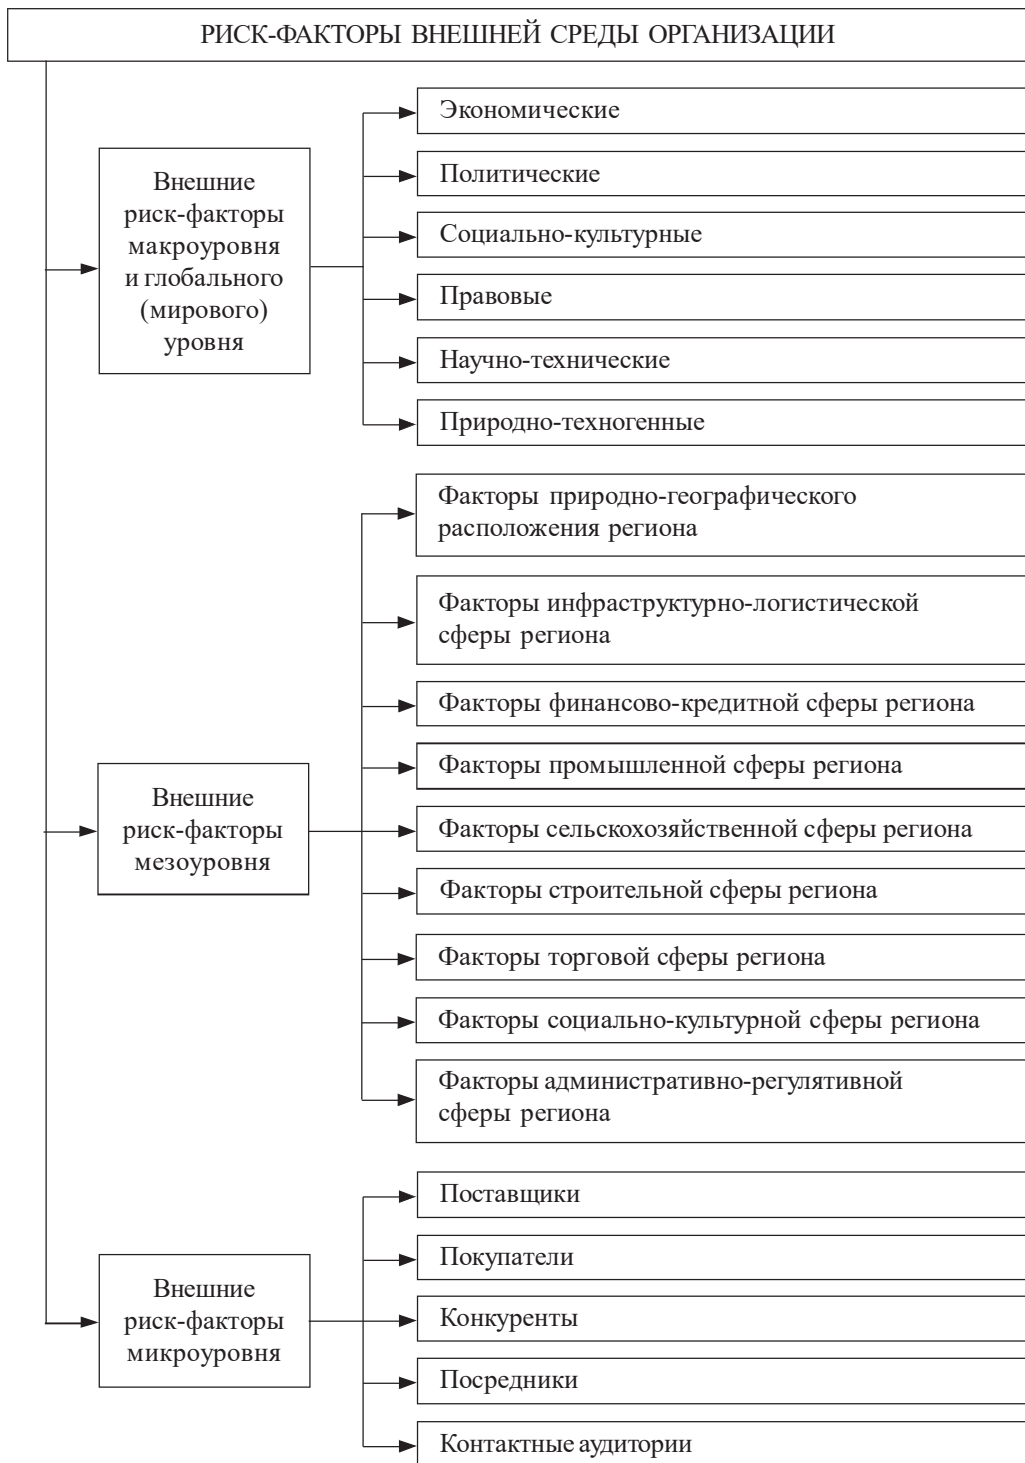 РИСК-ФАКТОРЫ ВНЕШНЕЙ СРЕДЫ ОРГАНИЗАЦИИ
Внешние
риск-факторы
макроуровня
и глобального
(мирового)
уровня
Экономические
Политические
Социально-культурные
Правовые
Научно-технические
Природно-техногенные
Внешние
риск-факторы
мезоуровня
Факторы природно-географического
расположения региона
Факторы инфраструктурно-логистической
сферы региона
Факторы финансово-кредитной сферы региона
Факторы промышленной сферы региона
Факторы сельскохозяйственной сферы региона
Факторы строительной сферы региона
Факторы торговой сферы региона
Факторы социально-культурной сферы региона
Факторы административно-регулятивной
сферы региона
Внешние
риск-факторы
микроуровня
Поставщики
Покупатели
Конкуренты
Посредники
Контактные аудитории